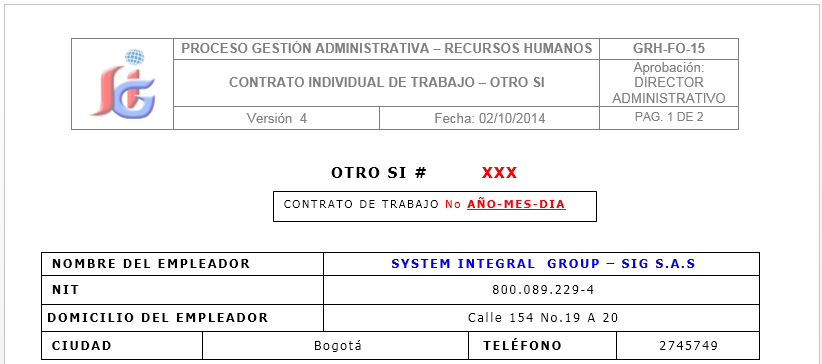 PROCESO GESTIÓN ADMINISTRATIVA – RECURSOS HUMANOS GRH-FO-15
CONTRATO INDIVIDUAL DE TRABAJO – OTRO SI Aprobación:
DIRECTOR
ADMINISTRATIVO
Versión 4 Fecha: 02/10/2014 PAG. 1 DE 2
OTRO SI # XXX
CONTRATO DE TRABAJO No AÑO-MES-DIA
NOMBRE DEL EMPLEADOR SYSTEM INTEGRAL GROUP – SIG S.A.S
NIT 800.089.229-4
DOMICILIO DEL EMPLEADOR Calle 154 No.19 A 20
CIUDAD Bogotá TELÉFONO 2745749